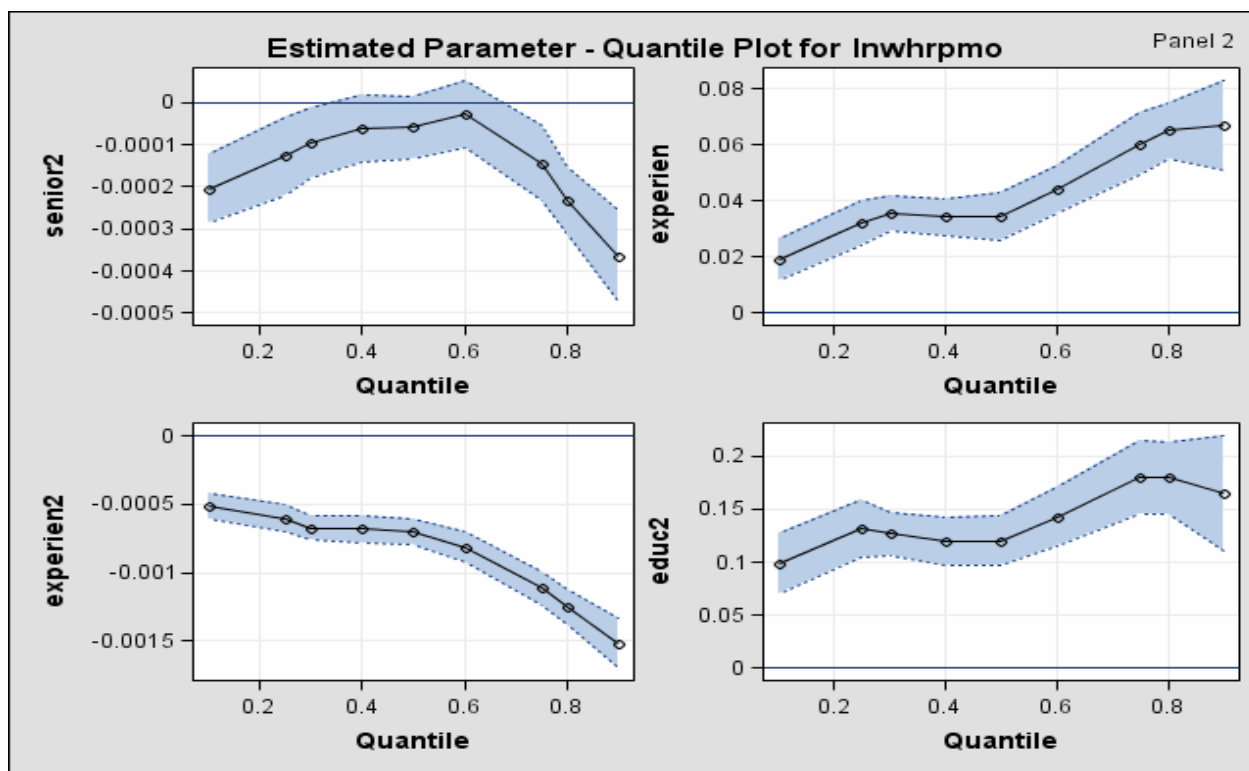 Estimated Parameter - Quantile Plot for lnwhrpmo
Panel 2
senior2
0
-0.0001
-0.0002
-0.0003
-0.0004
-0.0005
0.2 0.4 0.6 0.8
Quantile
experien
0.08
0.06
0.04
0.02
0
0.2 0.4 0.6 0.8
Quantile
experien2
0
-0.0005
-0.001
-0.0015
0.2 0.4 0.6 0.8
Quantile
educ2
0.2
0.15
0.1
0.05
0
0.2 0.4 0.6 0.8
Quantile